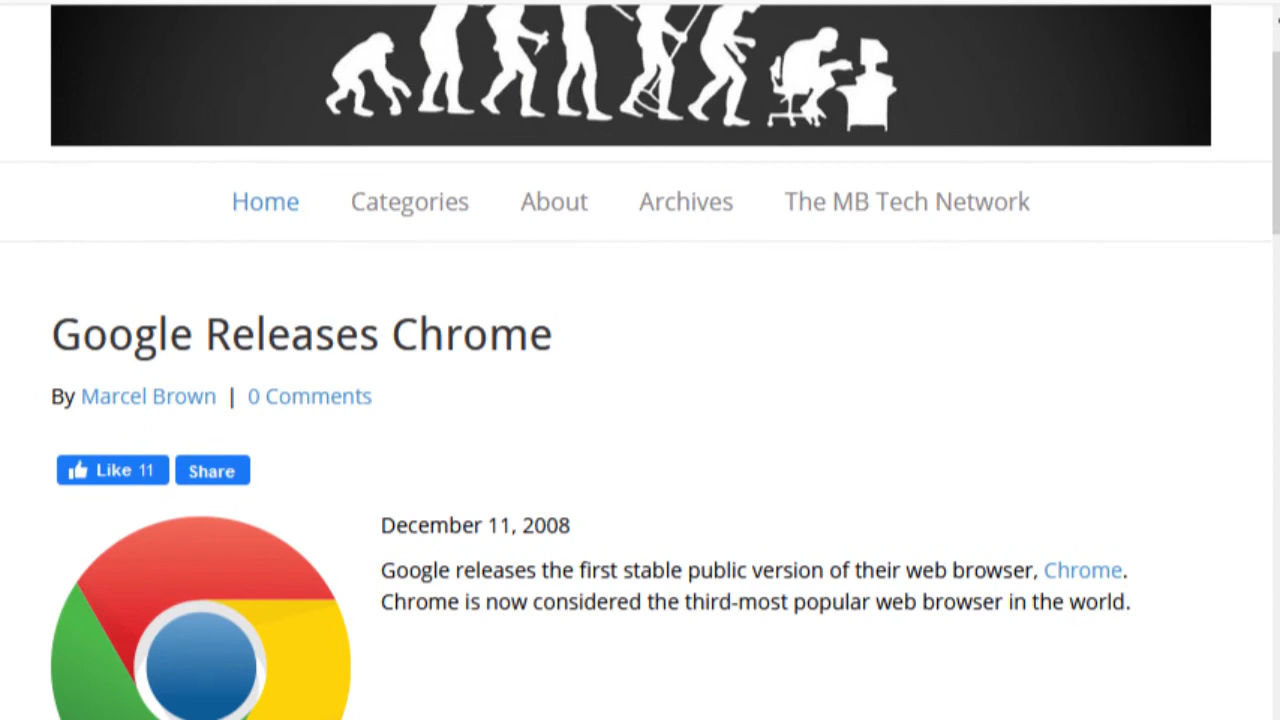 Home Categories About Archives The MB Tech Network
Google Releases Chrome
By Marcel Brown | 0 Comments
Like 11 Share
December 11, 2008
Google releases the first stable public version of their web browser, Chrome.
Chrome is now considered the third-most popular web browser in the world.